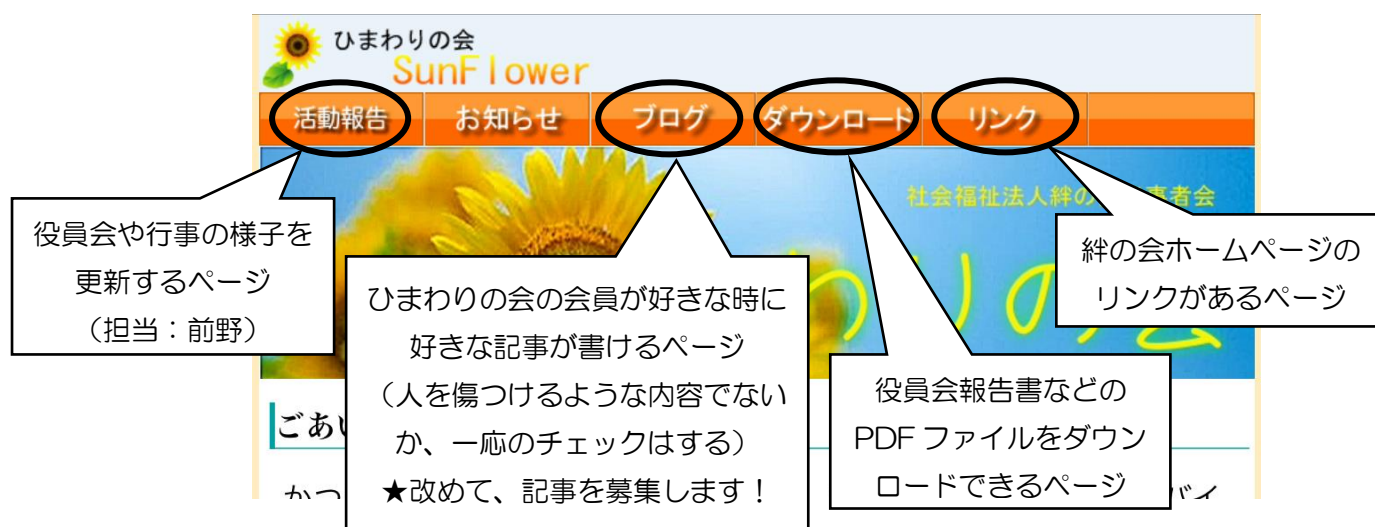 ひまわりの会
SunFlower
活動報告 お知らせ ブログ ダウンロード リンク
社会福祉法人絆の 事者会
わりの会
役員会や行事の様子を
更新するページ
（担当：前野）
ひまわりの会の会員が好きな時に
好きな記事が書けるページ
（人を傷つけるような内容でない
か、一応のチェックはする）
★改めて、記事を募集します！
役員会報告書などの
PDF ファイルをダウン
ロードできるページ
絆の会ホームページの
リンクがあるページ
ごあい
かつ